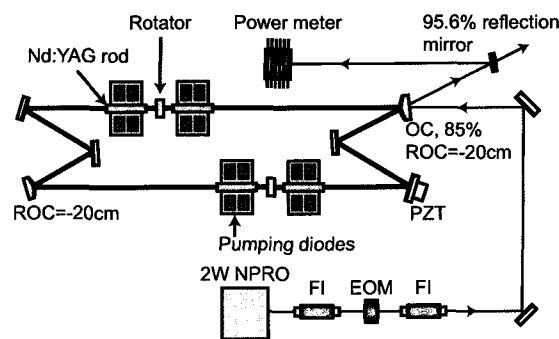 Power meter
95.6% reflection
mirror
Rotator
Nd:YAG rod
OC, 85%
ROC=-20cm
ROC=-20cm
PZT
Pumping diodes
2W NPRO
FI
EOM
FI